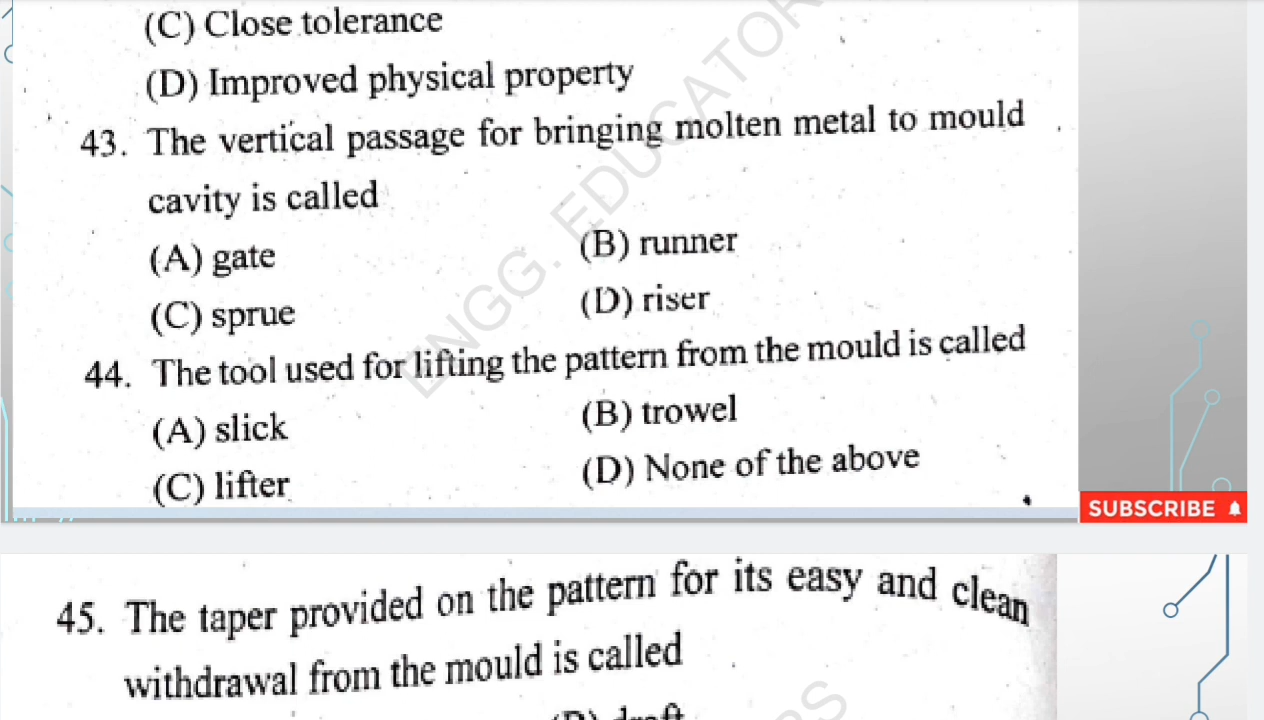 (C) Close tolerance
(D) Improved physical property
43. The vertical passage for bringing molten metal to mould
cavity is called
(A) gate
(B) runner
(C) sprue
(D) riser
44. The tool used for lifting the pattern from the mould is called
(A) slick
(B) trowel
(C) lifter
(D) None of the above
ENGG. EDUCATOR
SUBSCRIBE
45. The taper provided on the pattern for its easy and clean
withdrawal from the mould is called
(D) draft